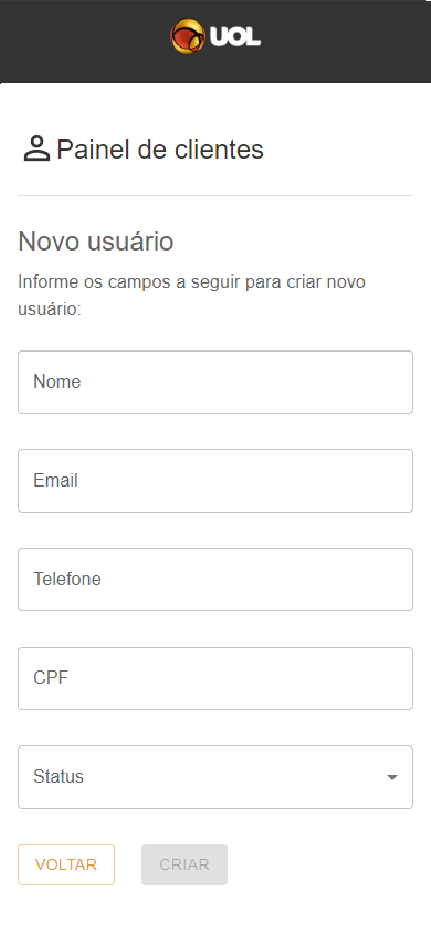 UOL
Painel de clientes
Novo usuário
Informe os campos a seguir para criar novo
usuário:
Nome
Email
Telefone
CPF
Status
VOLTAR
CRIAR